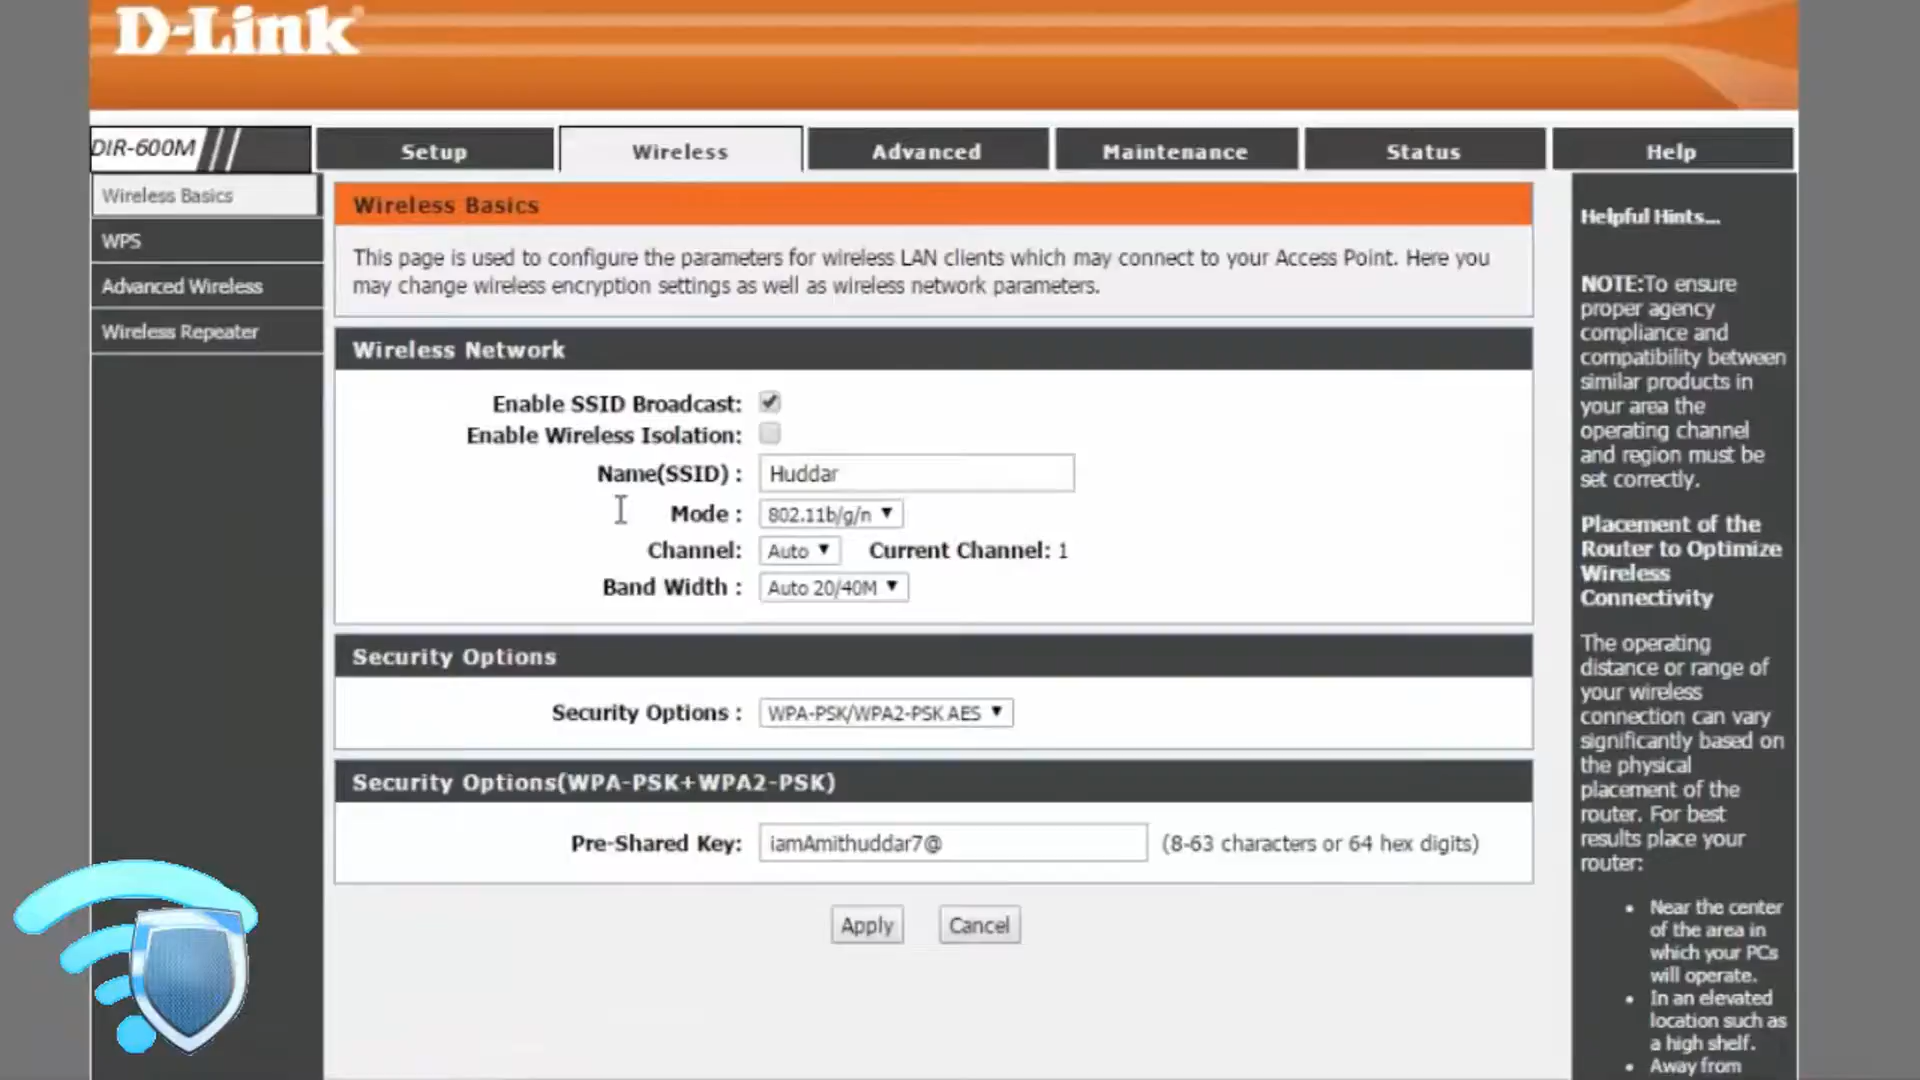 D-Link
DIR-600M
Setup
Wireless
Advanced
Maintenance
Status
Help
Wireless Basics
WPS
Advanced Wireless
Wireless Repeater
Wireless Basics
This page is used to configure the parameters for wireless LAN clients which may connect to your Access Point. Here you
may change wireless encryption settings as well as wireless network parameters.
Wireless Network
Enable SSID Broadcast:
Enable Wireless Isolation:
Name(SSID) : Huddar
Mode : 802.11b/g/n
Channel: Auto Current Channel: 1
Band Width : Auto 20/40M
Security Options
Security Options : WPA-PSK/WPA2-PSK AES
Security Options(WPA-PSK+WPA2-PSK)
Pre-Shared Key: iamAmithuddar7@ (8-63 characters or 64 hex digits)
Apply Cancel
Helpful Hints...
NOTE:To ensure
proper agency
compliance and
compatibility between
similar products in
your area the
operating channel
and region must be
set correctly.
Placement of the
Router to Optimize
Wireless
Connectivity
The operating
distance or range of
your wireless
connection can vary
significantly based on
the physical
placement of the
router. For best
results place your
router:
• Near the center
of the area in
which your PCs
will operate.
• In an elevated
location such as
a high shelf.
• Away from